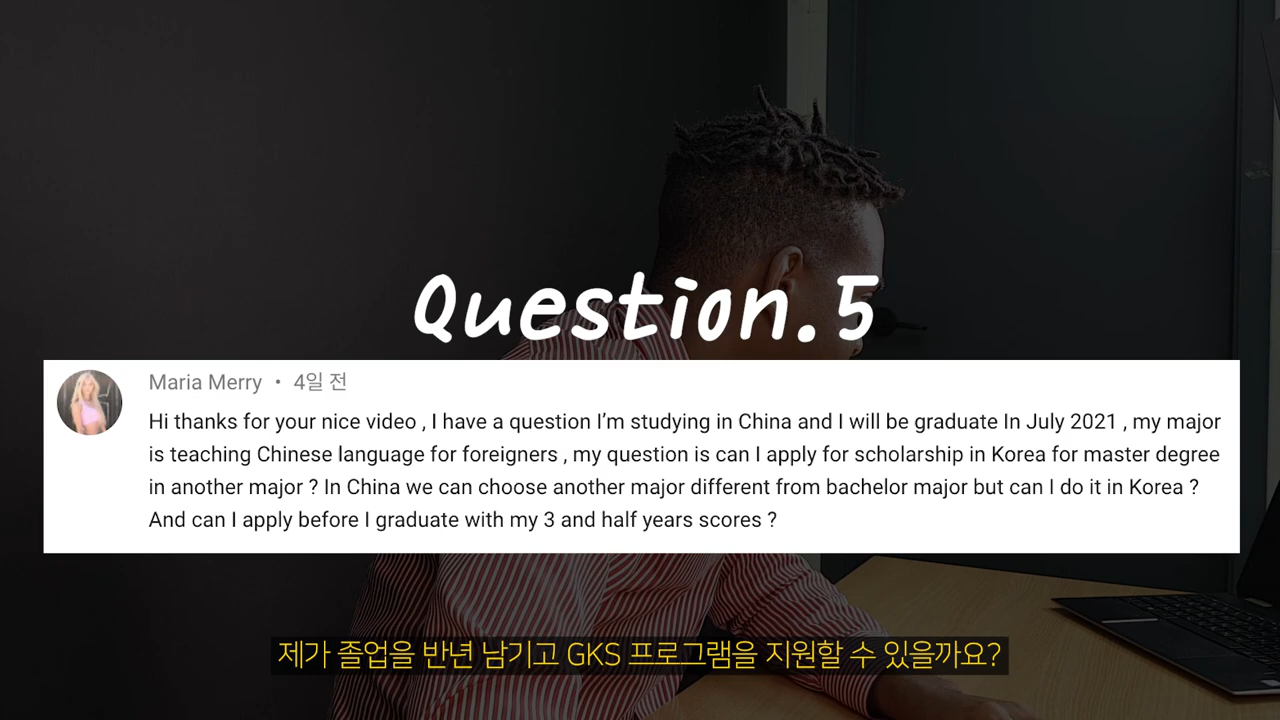 Question.5
Maria Merry • 4일 전
Hi thanks for your nice video , I have a question I'm studying in China and I will be graduate In July 2021 , my major
is teaching Chinese language for foreigners , my question is can I apply for scholarship in Korea for master degree
in another major ? In China we can choose another major different from bachelor major but can I do it in Korea ?
And can I apply before I graduate with my 3 and half years scores ?
제가 졸업을 반년 남기고 GKS 프로그램을 지원할 수 있을까요?